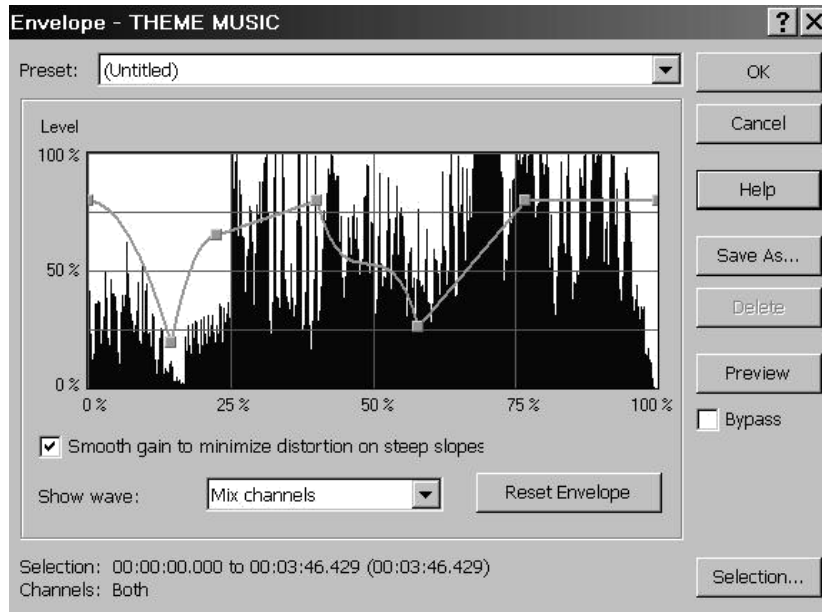 Envelope - THEME MUSIC
Preset: (Untitled)
OK
Cancel
Help
Save As...
Delete
Preview
Bypass
Level
100 %
50 %
0 %
0 % 25 % 50 % 75 % 100 %
Smooth gain to minimize distortion on steep slopes
Show wave: Mix channels Reset Envelope
Selection: 00:00:00.000 to 00:03:46.429 (00:03:46.429)
Channels: Both
Selection...